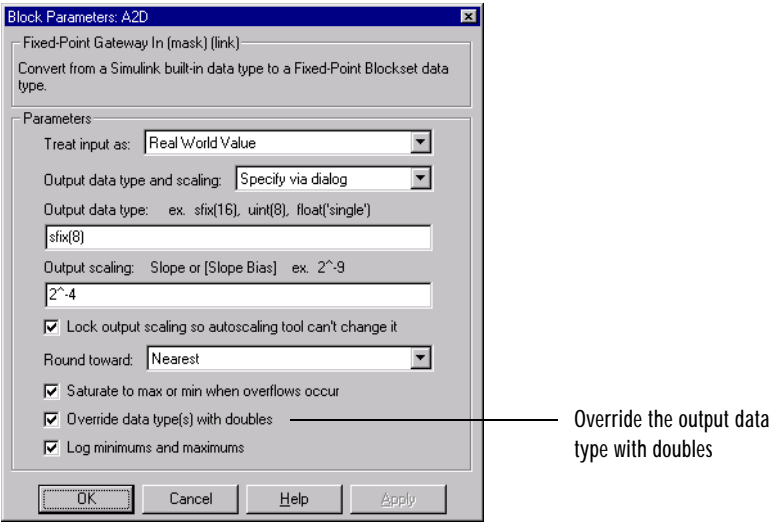 Block Parameters: A2D
Fixed-Point Gateway In (mask) (link)
Convert from a Simulink built-in data type to a Fixed-Point Blockset data
type.
Parameters
Treat input as: Real World Value
Output data type and scaling: Specify via dialog
Output data type: ex. sfix(16), uint(8), float('single')
sfix(8)
Output scaling: Slope or [Slope Bias] ex. 2^-9
2^-4
Lock output scaling so autoscaling tool can't change it
Round toward: Nearest
Saturate to max or min when overflows occur
Override data type(s) with doubles
Log minimums and maximums
OK Cancel Help Apply
Override the output data
type with doubles